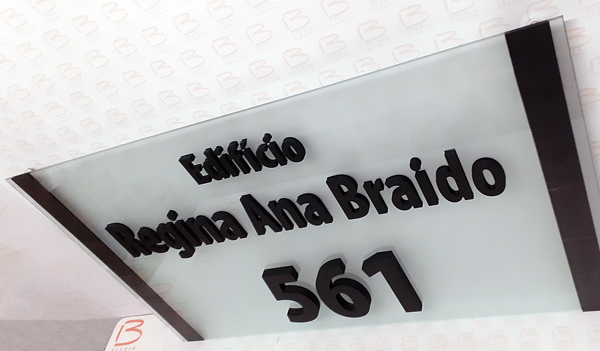 Edifício
Regina Ana Braido
561